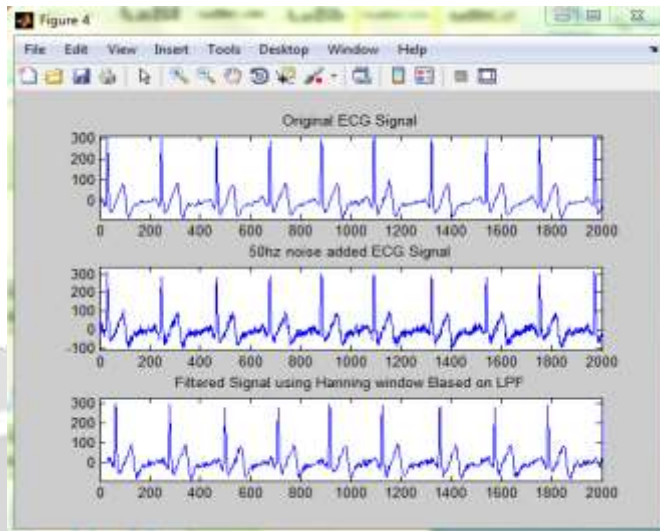 Figure 4
File Edit View Insert Tools Desktop Window Help
Original ECG Signal
300
200
100
0
0 200 400 600 800 1000 1200 1400 1600 1800 2000
50hz noise added ECG Signal
300
200
100
0
-100
0 200 400 600 800 1000 1200 1400 1600 1800 2000
Filtered Signal using Hanning window Based on LPF
300
200
100
0
0 200 400 600 800 1000 1200 1400 1600 1800 2000